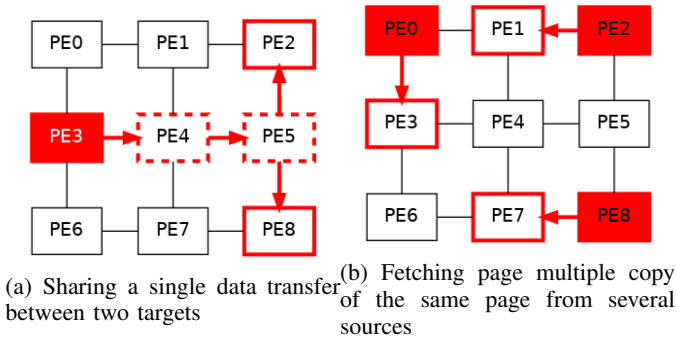 PE0 PE1 PE2
PE3 PE4 PE5
PE6 PE7 PE8
(a) Sharing a single data transfer
between two targets
PE0 PE1 PE2
PE3 PE4 PE5
PE6 PE7 PE8
(b) Fetching page multiple copy
of the same page from several
sources